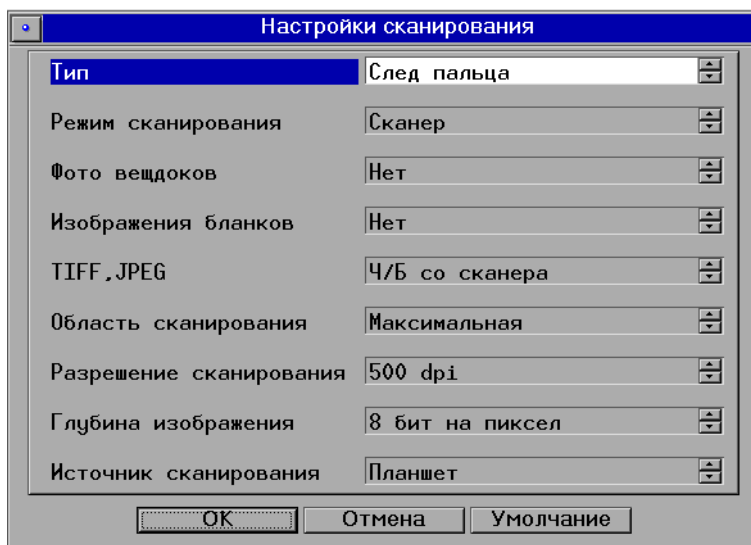 Настройки сканирования
Тип След пальца
Режим сканирования Сканер
Фото вещдоков Нет
Изображения бланков Нет
TIFF,JPEG Ч/Б со сканера
Область сканирования Максимальная
Разрешение сканирования 500 dpi
Глубина изображения 8 бит на пиксел
Источник сканирования Планшет
OK Отмена Умолчание